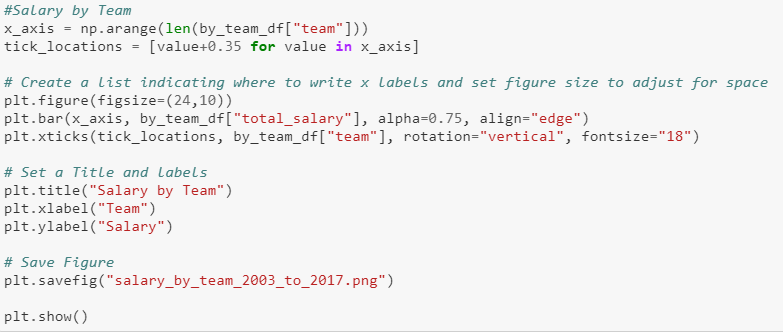 #Salary by Team
x_axis = np.arange(len(by_team_df["team"]))
tick_locations = [value+0.35 for value in x_axis]
# Create a list indicating where to write x labels and set figure size to adjust for space
plt.figure(figsize=(24,10))
plt.bar(x_axis, by_team_df["total_salary"], alpha=0.75, align="edge")
plt.xticks(tick_locations, by_team_df["team"], rotation="vertical", fontsize="18")
# Set a Title and labels
plt.title("Salary by Team")
plt.xlabel("Team")
plt.ylabel("Salary")
# Save Figure
plt.savefig("salary_by_team_2003_to_2017.png")
plt.show()